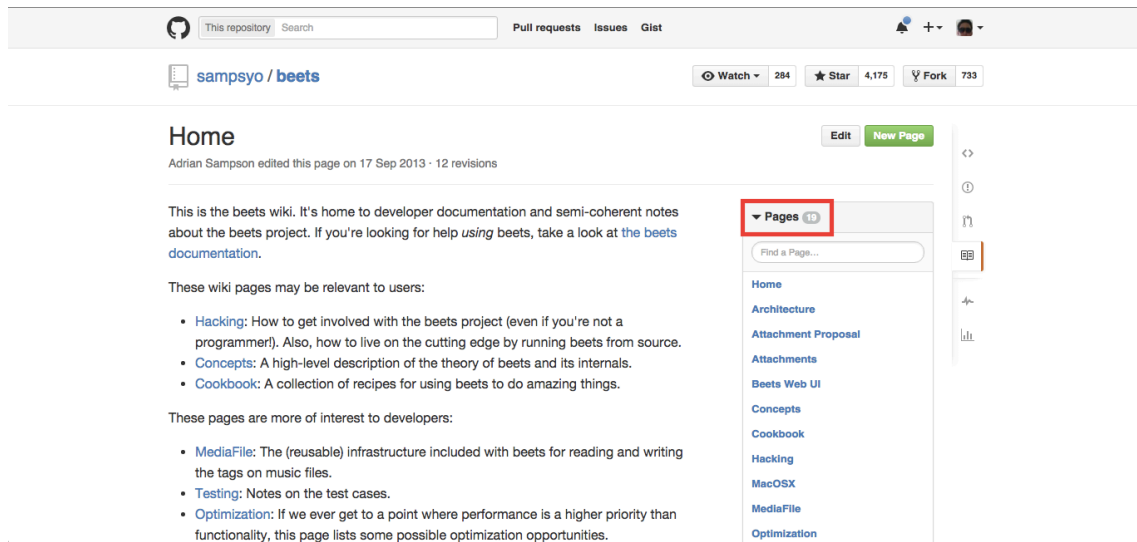 This repository Search Pull requests Issues Gist
sampsyo / beets
Watch 284 Star 4,175 Fork 733
Home
Edit New Page
Adrian Sampson edited this page on 17 Sep 2013 · 12 revisions
This is the beets wiki. It's home to developer documentation and semi-coherent notes
about the beets project. If you're looking for help using beets, take a look at the beets
documentation.
These wiki pages may be relevant to users:
• Hacking: How to get involved with the beets project (even if you're not a
programmer!). Also, how to live on the cutting edge by running beets from source.
• Concepts: A high-level description of the theory of beets and its internals.
• Cookbook: A collection of recipes for using beets to do amazing things.
These pages are more of interest to developers:
• MediaFile: The (reusable) infrastructure included with beets for reading and writing
the tags on music files.
• Testing: Notes on the test cases.
• Optimization: If we ever get to a point where performance is a higher priority than
functionality, this page lists some possible optimization opportunities.
Pages 19
Find a Page...
Home
Architecture
Attachment Proposal
Attachments
Beets Web UI
Concepts
Cookbook
Hacking
MacOSX
MediaFile
Optimization